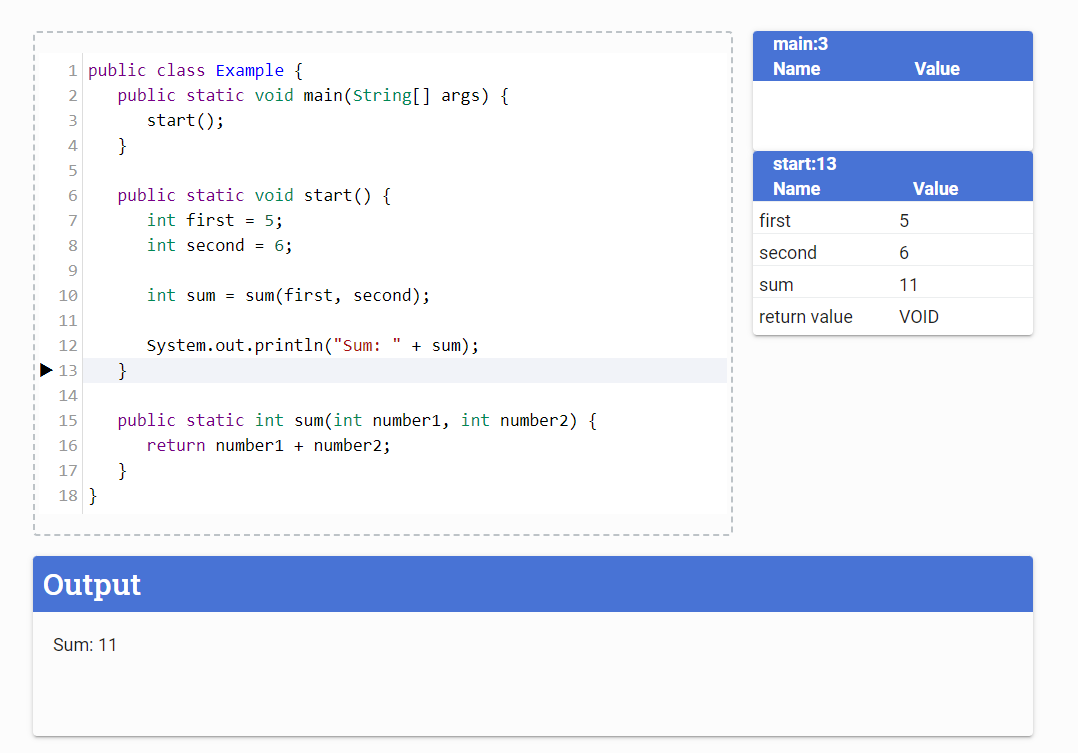 1 public class Example {
2 public static void main(String[] args) {
3 start();
4 }
5
6 public static void start() {
7 int first = 5;
8 int second = 6;
9
10 int sum = sum(first, second);
11
12 System.out.println("Sum: " + sum);
13 }
14
15 public static int sum(int number1, int number2) {
16 return number1 + number2;
17 }
18 }
main:3
Name Value
start:13
Name Value
first 5
second 6
sum 11
return value VOID
Output
Sum: 11